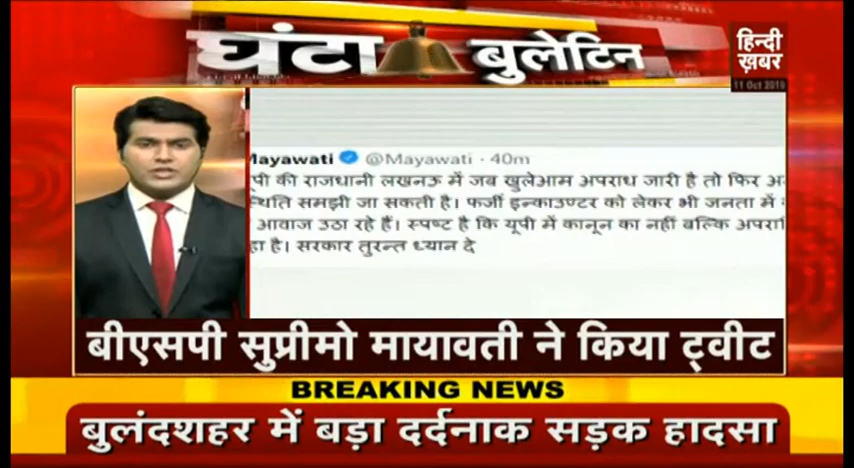 घंटा बुलेटिन
हिन्दी
ख़बर
11 Oct 2019
Mayawati @Mayawati · 40m
की राजधानी लखनऊ में जब खुलेआम अपराध जारी है तो फिर
समझी जा सकती है। फर्जी इन्काउण्टर को लेकर भी जनता में
आवाज उठा रहे हैं। स्पष्ट है कि यूपी में कानून का नहीं बल्कि
है। सरकार तुरन्त ध्यान दे
बीएसपी सुप्रीमो मायावती ने किया ट्वीट
BREAKING NEWS
बुलंदशहर में बड़ा दर्दनाक सड़क हादसा